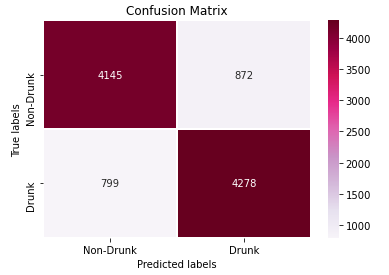 Confusion Matrix
True labels
Non-Drunk
Drunk
4145
872
799
4278
Non-Drunk
Drunk
Predicted labels
4000
3500
3000
2500
2000
1500
1000